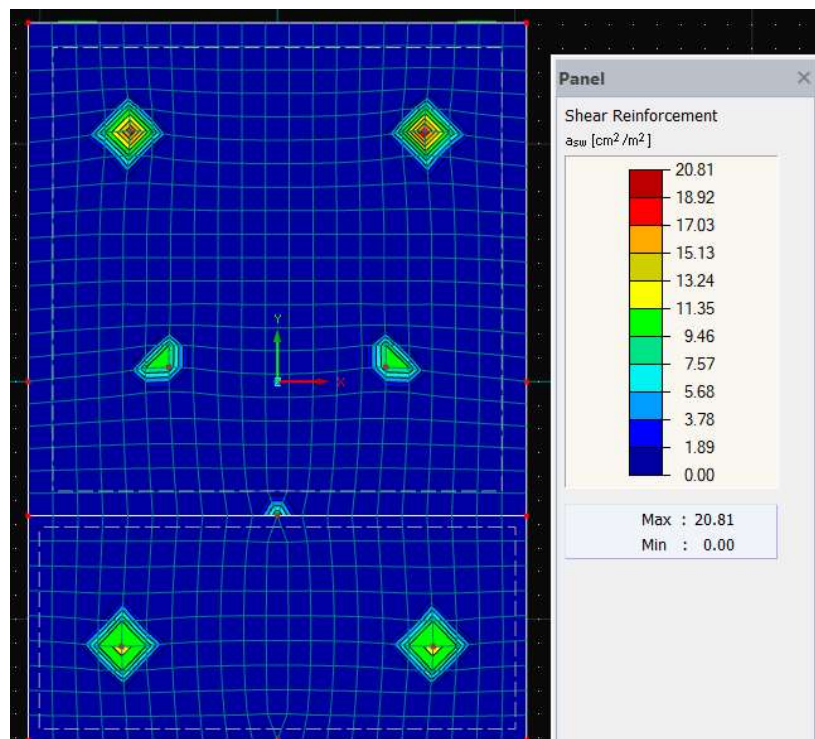 Panel
Shear Reinforcement
asw [cm²/m²]
20.81
18.92
17.03
15.13
13.24
11.35
9.46
7.57
5.68
3.78
1.89
0.00
Max : 20.81
Min : 0.00
Y
Z X